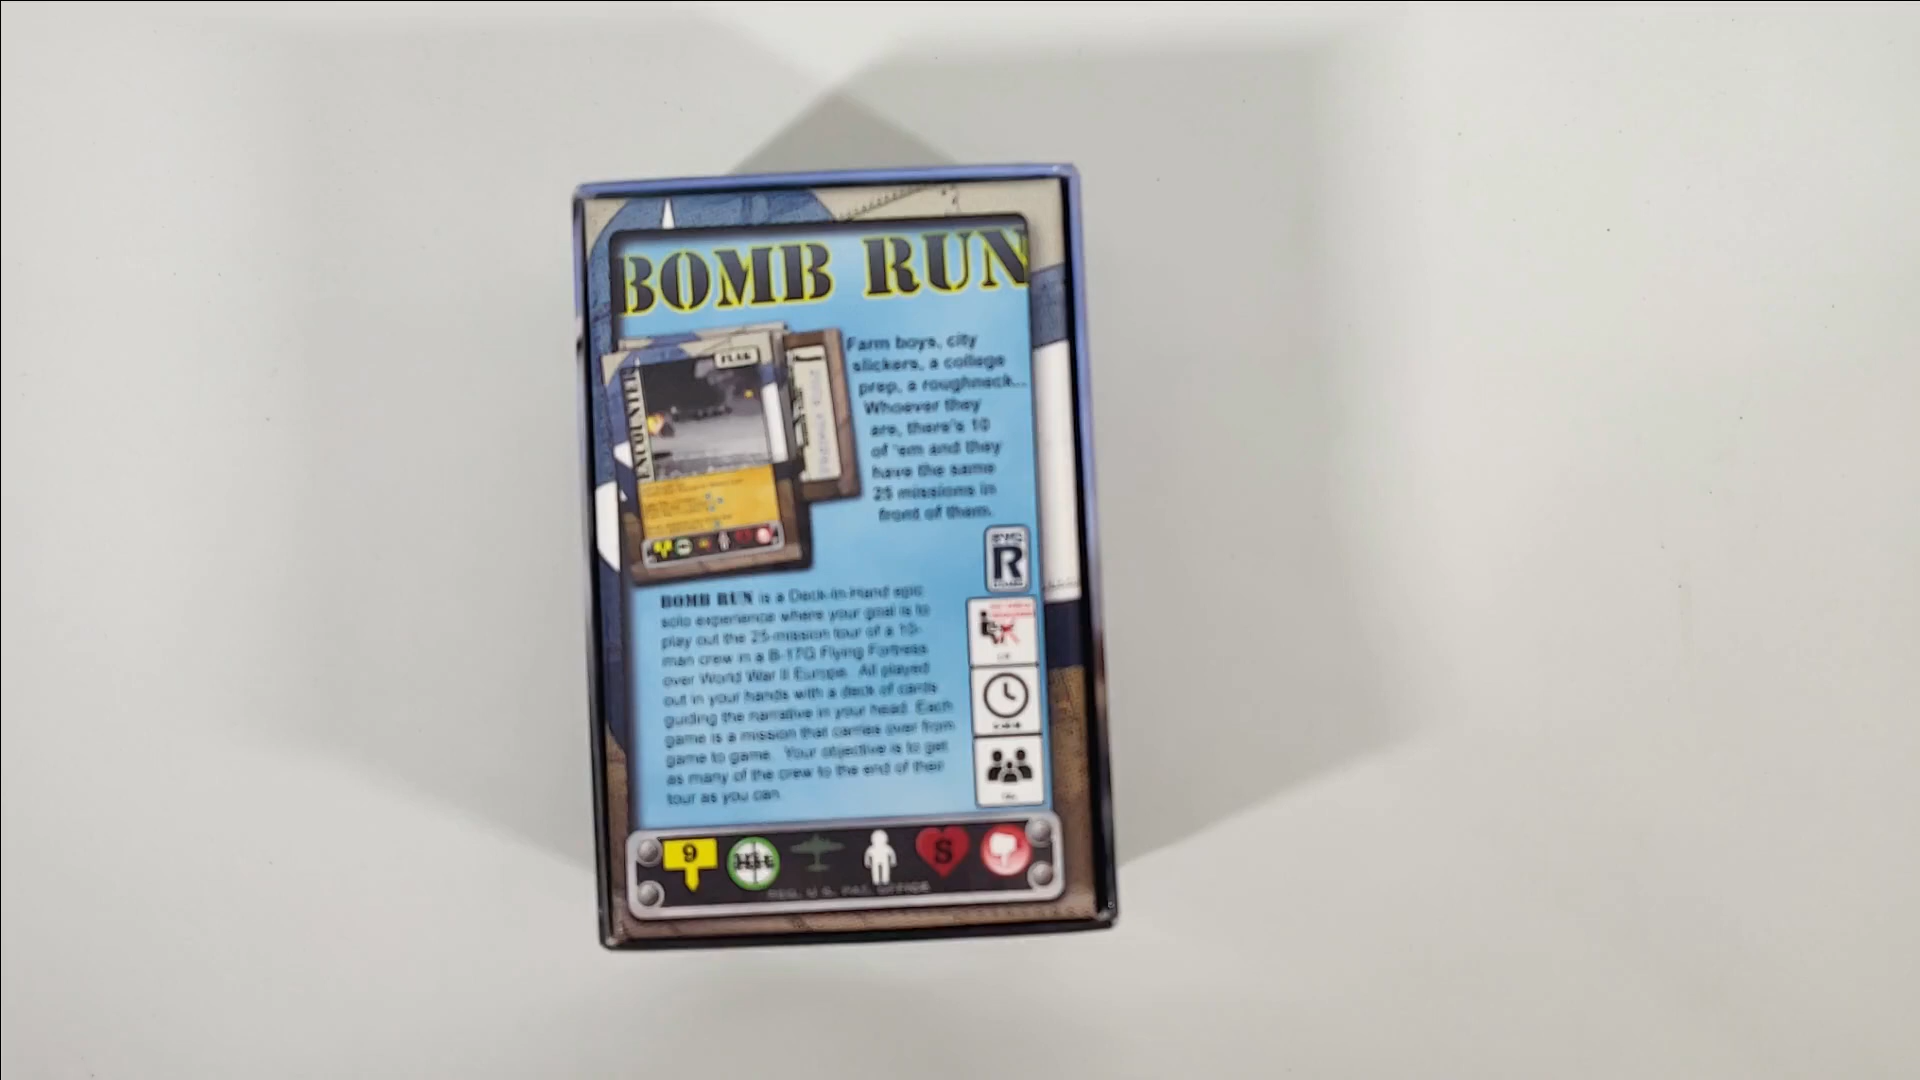 BOMB RUN
Farm boys, city
slickers, a college
prep, a roughneck...
Whoever they
are, there's 10
of 'em and they
have the same
25 missions in
front of them.
FLAK
ENCOUNTER
R
BOMB RUN is a Deck-in-Hand epic
solo experience where your goal is to
play out the 25-mission tour of a 10-
man crew in a B-17G Flying Fortress
over World War II Europe. All played
out in your hands with a deck of cards
guiding the narrative in your head. Each
game is a mission that carries over from
game to game. Your objective is to get
as many of the crew to the end of their
tour as you can.
9
Hit
S
REG. U.S. PAT. OFFICE